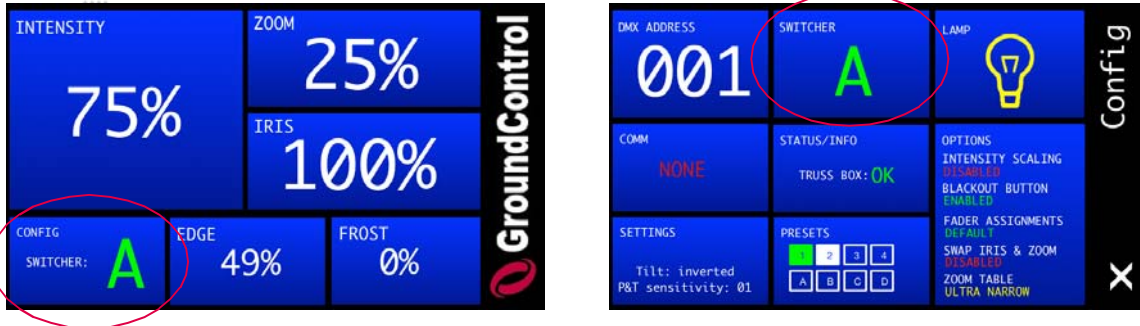 INTENSITY
75%
ZOOM
25%
IRIS
100%
CONFIG
SWITCHER: A
EDGE
49%
FROST
0%
GroundControl
DMX ADDRESS
001
SWITCHER
A
LAMP
COMM
NONE
STATUS/INFO
TRUSS BOX: OK
OPTIONS
INTENSITY SCALING
DISABLED
BLACKOUT BUTTON
ENABLED
FADER ASSIGNMENTS
DEFAULT
SWAP IRIS & ZOOM
DISABLED
ZOOM TABLE
ULTRA NARROW
SETTINGS
Tilt: inverted
P&T sensitivity: 01
PRESETS
1 2 3 4
A B C D
Config
X